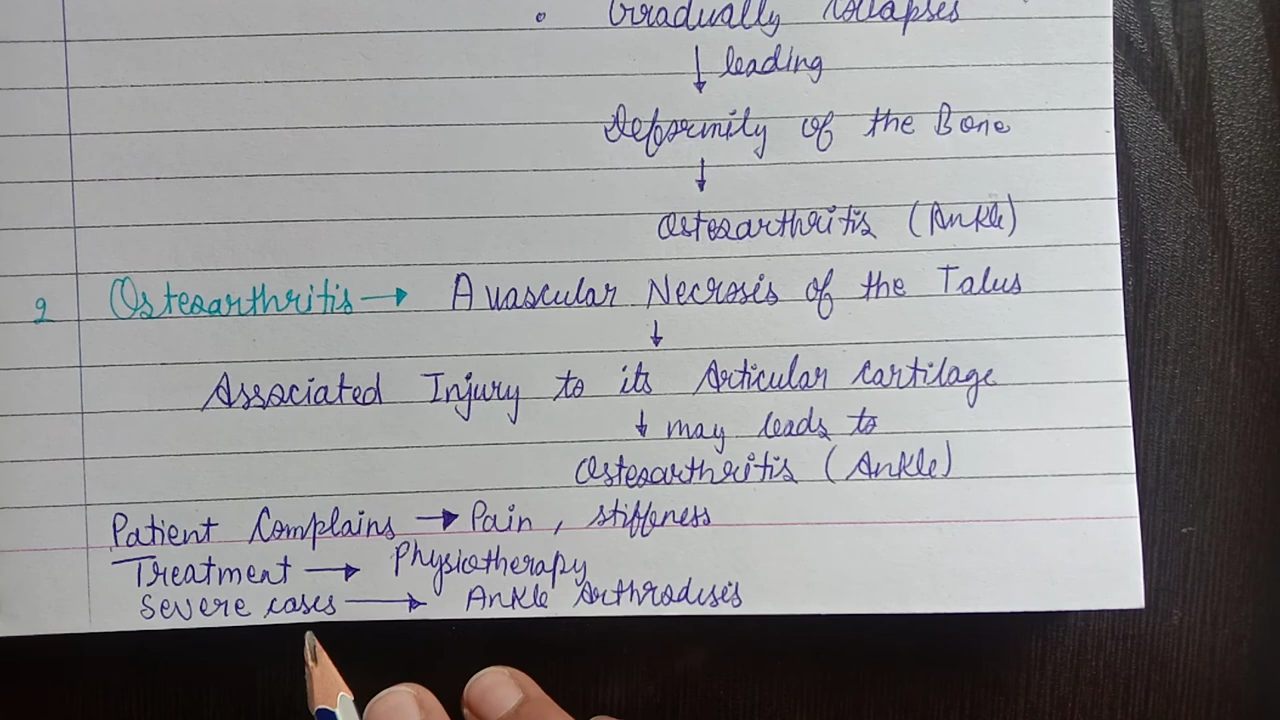 • Gradually collapses
↓ leading
Deformity of the Bone
↓
Osteoarthritis (Ankle)
2 Osteoarthritis → Avascular Necrosis of the Talus
↓
Associated Injury to its Articular cartilage
↓ may leads to
Osteoarthritis (Ankle)
Patient Complains → Pain, stiffness
Treatment → Physiotherapy
Severe cases → Ankle Arthrodesis